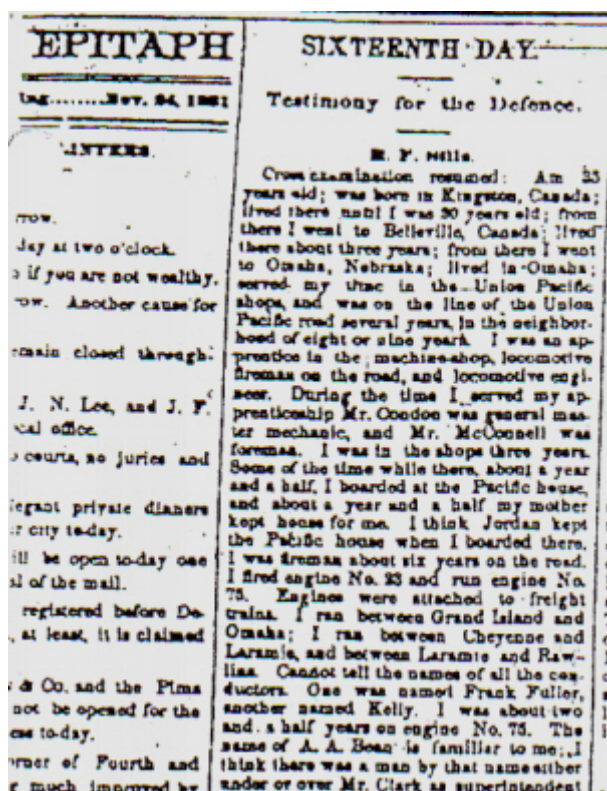 EPITAPH
Nov. 24, 1881
row.
day at two o'clock.
if you are not wealthy.
row. Another cause for
remain closed through-
J. N. Lee, and J. F.
office.
courts, no juries and
elegant private dinners
city to-day.
will be open to-day one
of the mail.
registered before De-
at least, it is claimed
& Co. and the Pima
not be opened for the
to-day.
corner of Fourth and
much improved by
SIXTEENTH DAY.
Testimony for the Defence.
Cross examination resumed: Am
years old; was born in Kingston, Canada;
lived there until I was 20 years old; from
there I went to Belleville, Canada; lived
there about three years; from there I went
to Omaha, Nebraska; lived in Omaha;
served my time in the Union Pacific
shops, and was on the line of the Union
Pacific road several years, in the neighbor-
hood of eight or nine years. I was an ap-
prentice in the machine-shop, locomotive
fireman on the road, and locomotive engi-
neer. During the time I served my ap-
prenticeship Mr. Condon was general mas-
ter mechanic, and Mr. McConnell was
foreman. I was in the shops three years.
Some of the time while there, about a year
and a half, I boarded at the Pacific house,
and about a year and a half my mother
kept house for me. I think Jordan kept
the Pacific house when I boarded there.
I was fireman about six years on the road.
I fired engine No. 23 and run engine No.
75. Engines were attached to freight
trains. I ran between Grand Island and
Omaha; I ran between Cheyenne and
Laramie, and between Laramie and Raw-
lins. Cannot tell the names of all the con-
ductors. One was named Frank Fuller,
another named Kelly. I was about two
and a half years on engine No. 75. The
name of A. A. Bean is familiar to me; I
think there was a man by that name either
under or over Mr. Clark as superintendent